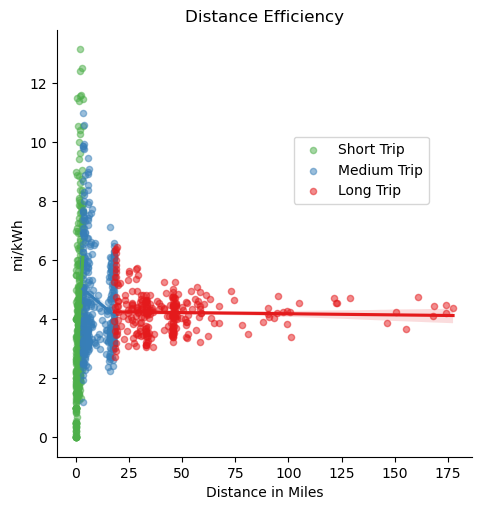 Distance Efficiency
12
10
8
6
4
2
0
mi/kWh
Short Trip
Medium Trip
Long Trip
0 25 50 75 100 125 150 175
Distance in Miles